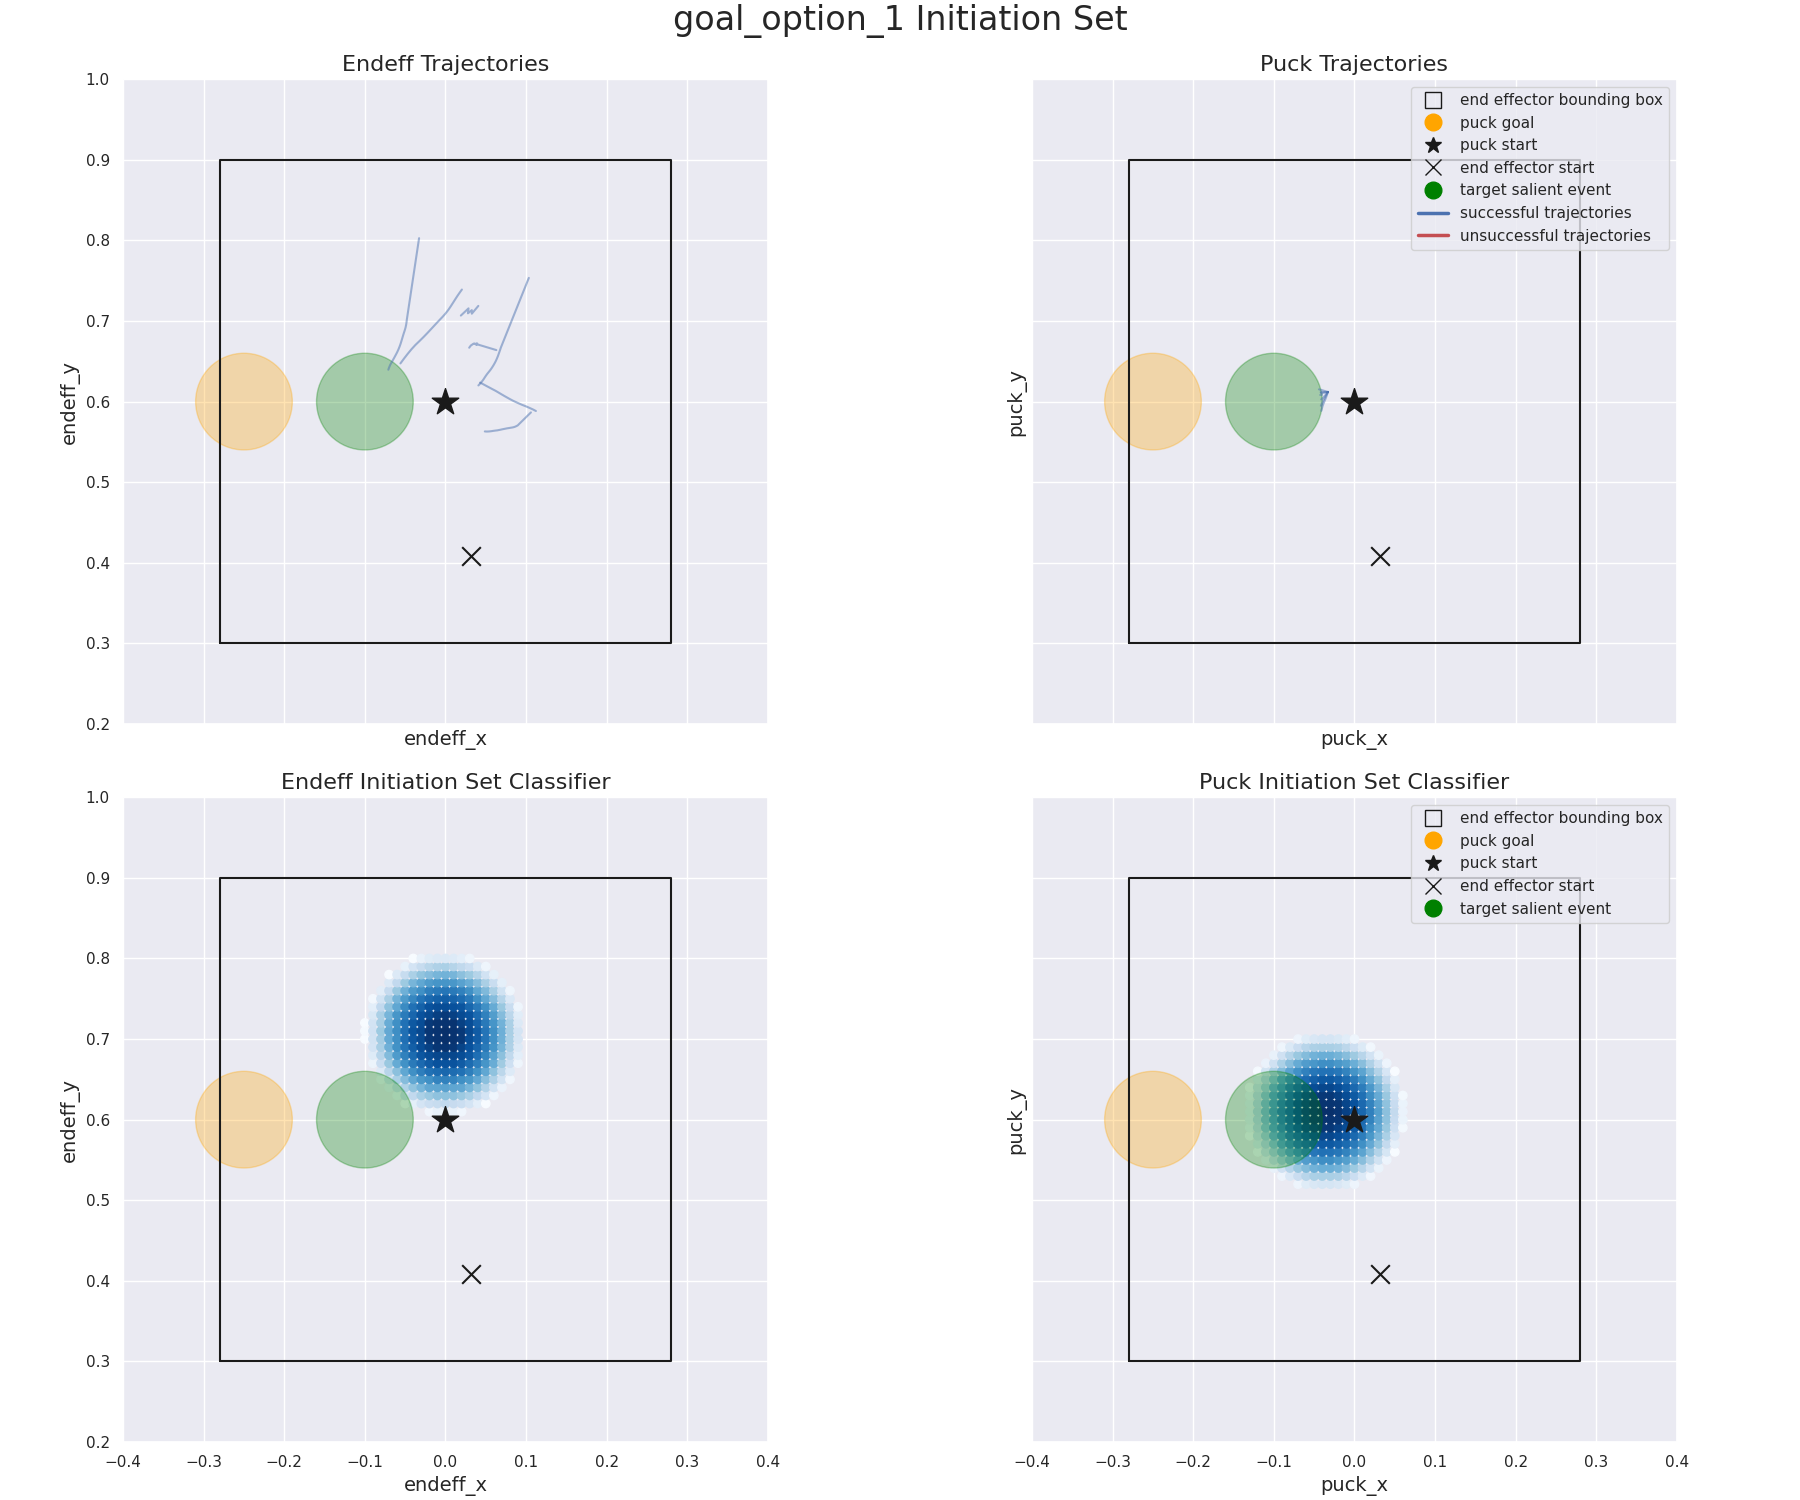 goal_option_1 Initiation Set
Endeff Trajectories
1.0
0.9
0.8
0.7
0.6
0.5
0.4
0.3
0.2
endeff_y
endeff_x
Puck Trajectories
end effector bounding box
puck goal
puck start
end effector start
target salient event
successful trajectories
unsuccessful trajectories
puck_y
puck_x
Endeff Initiation Set Classifier
1.0
0.9
0.8
0.7
0.6
0.5
0.4
0.3
0.2
endeff_y
−0.4 −0.3 −0.2 −0.1 0.0 0.1 0.2 0.3 0.4
endeff_x
Puck Initiation Set Classifier
end effector bounding box
puck goal
puck start
end effector start
target salient event
puck_y
−0.4 −0.3 −0.2 −0.1 0.0 0.1 0.2 0.3 0.4
puck_x